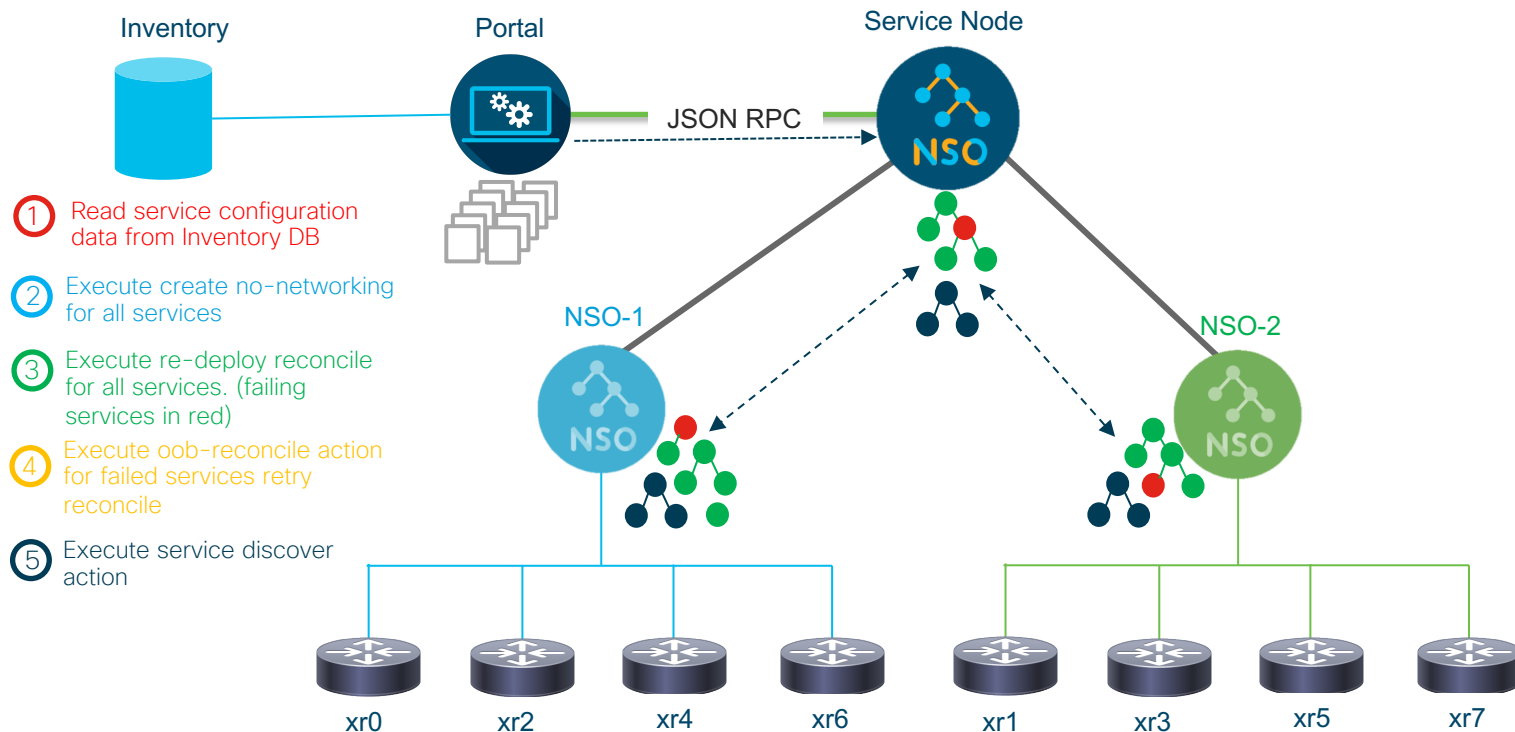 Inventory
Portal
Service Node
JSON RPC
NSO
1
Read service configuration
data from Inventory DB
2
Execute create no-networking
for all services
3
Execute re-deploy reconcile
for all services. (failing
services in red)
4
Execute oob-reconcile action
for failed services retry
reconcile
5
Execute service discover
action
NSO-1
NSO
NSO-2
NSO
xr0
xr2
xr4
xr6
xr1
xr3
xr5
xr7